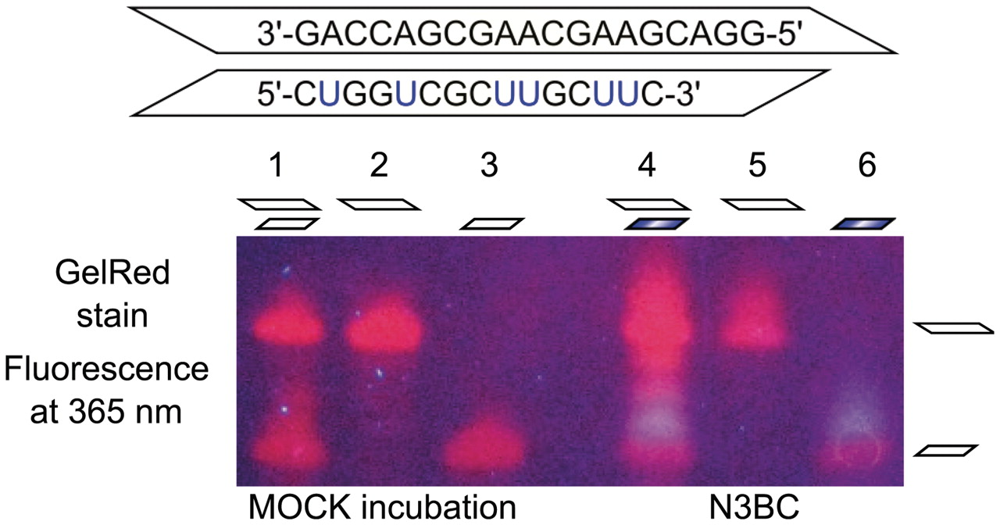 3'-GACCAGCGAACGAAGCAGG-5'
5'-CUGGUCGCUUGCUUC-3'
1 2 3 4 5 6
GelRed
stain
Fluorescence
at 365 nm
MOCK incubation N3BC